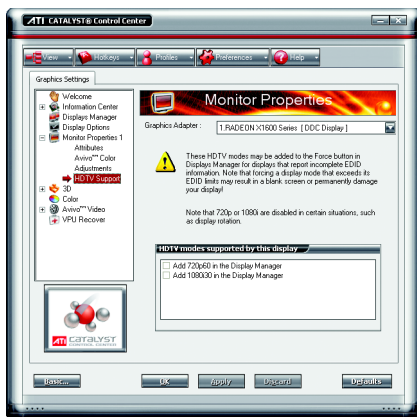 ATI CATALYST® Control Center
View
Hotkeys
Profiles
Preferences
Help
Graphics Settings
Welcome
Information Center
Displays Manager
Display Options
Monitor Properties 1
Attributes
Avivo™ Color
Adjustments
HDTV Support
3D
Color
Avivo™ Video
VPU Recover
ATI CATALYST
CONTROL CENTER
Monitor Properties
Graphics Adapter :
1.RADEON X1600 Series [ DDC Display ]
These HDTV modes may be added to the Force button in
Displays Manager for displays that report incomplete EDID
information. Note that forcing a display mode that exceeds its
EDID limits may result in a blank screen or permanently damage
your display!
Note that 720p or 1080i are disabled in certain situations, such
as display rotation.
HDTV modes supported by this display
Add 720p60 in the Display Manager
Add 1080i30 in the Display Manager
Basic...
OK
Apply
Discard
Defaults